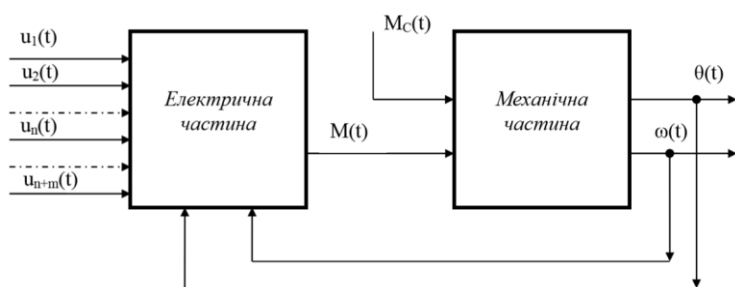 u1(t)
u2(t)
un(t)
un+m(t)
Електрична
частина
M(t)
MC(t)
Механічна
частина
θ(t)
ω(t)